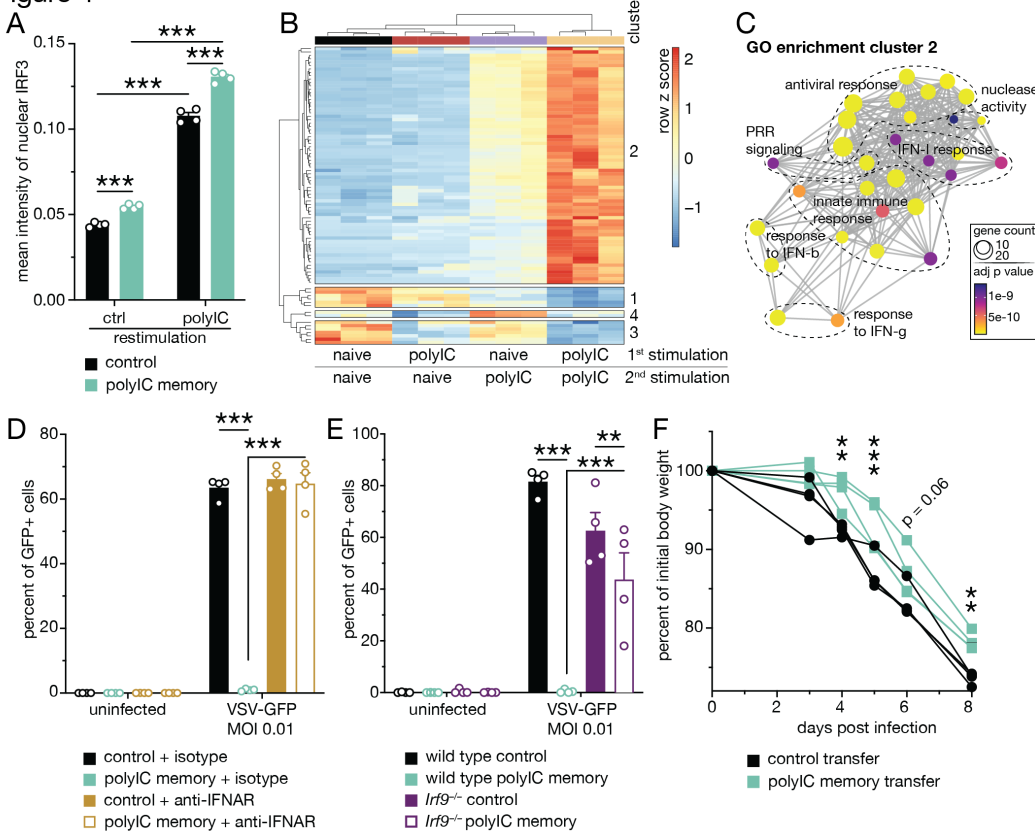 A
mean intensity of nuclear IRF3
0.15
0.10
0.05
0.00
***
***
***
***
ctrl
polyIC
restimulation
control
polyIC memory
B
cluster
2
1
4
3
row z score
2
1
0
−1
naive polyIC naive polyIC 1st stimulation
naive naive polyIC polyIC 2nd stimulation
C
GO enrichment cluster 2
antiviral response
nuclease
activity
PRR
signaling
IFN-I response
innate immune
response
response
to IFN-b
response
to IFN-g
gene count
10
20
adj p value
1e-9
5e-10
D
percent of GFP+ cells
80
60
40
20
0
***
***
uninfected
VSV-GFP
MOI 0.01
control + isotype
polyIC memory + isotype
control + anti-IFNAR
polyIC memory + anti-IFNAR
E
percent of GFP+ cells
100
80
60
40
20
0
**
***
***
uninfected
VSV-GFP
MOI 0.01
wild type control
wild type polyIC memory
Irf9–/– control
Irf9–/– polyIC memory
F
percent of initial body weight
100
90
80
**
***
p = 0.06
**
0 2 4 6 8
days post infection
control transfer
polyIC memory transfer